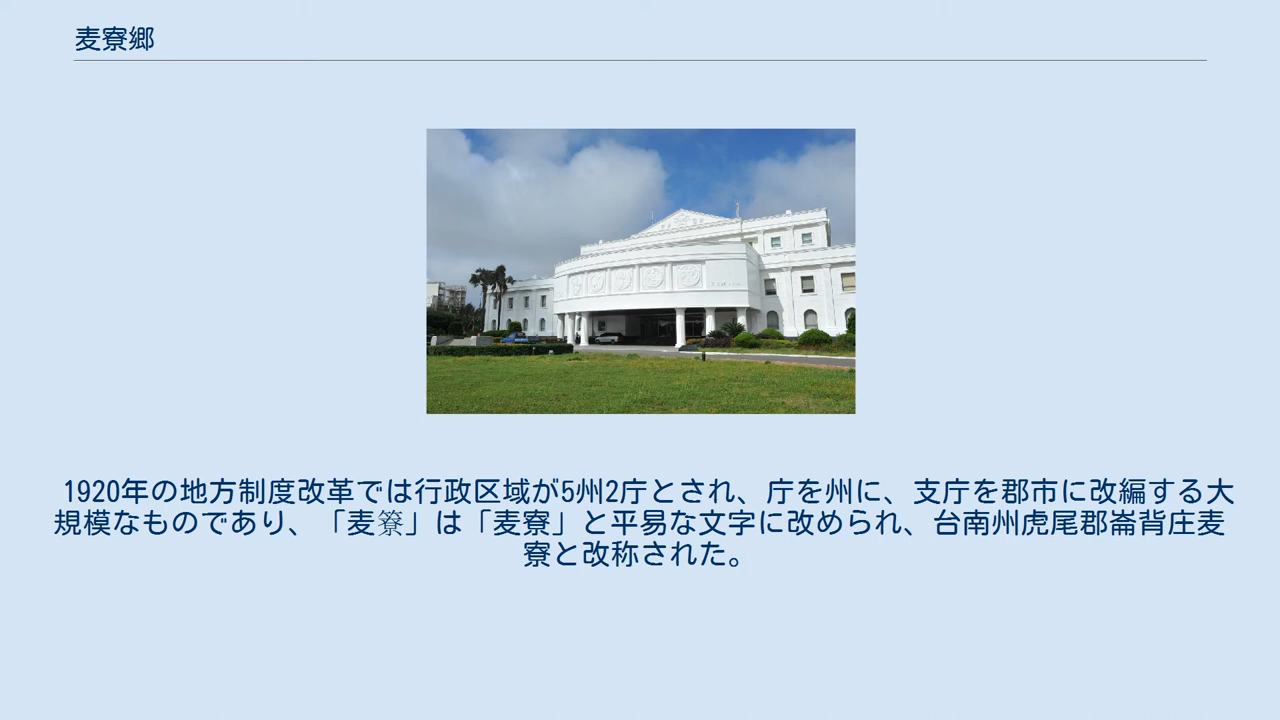 麦寮郷
1920年の地方制度改革では行政区域が5州2庁とされ、庁を州に、支庁を郡市に改編する大
規模なものであり、「麦簝」は「麦寮」と平易な文字に改められ、台南州虎尾郡崙背庄麦
寮と改称された。